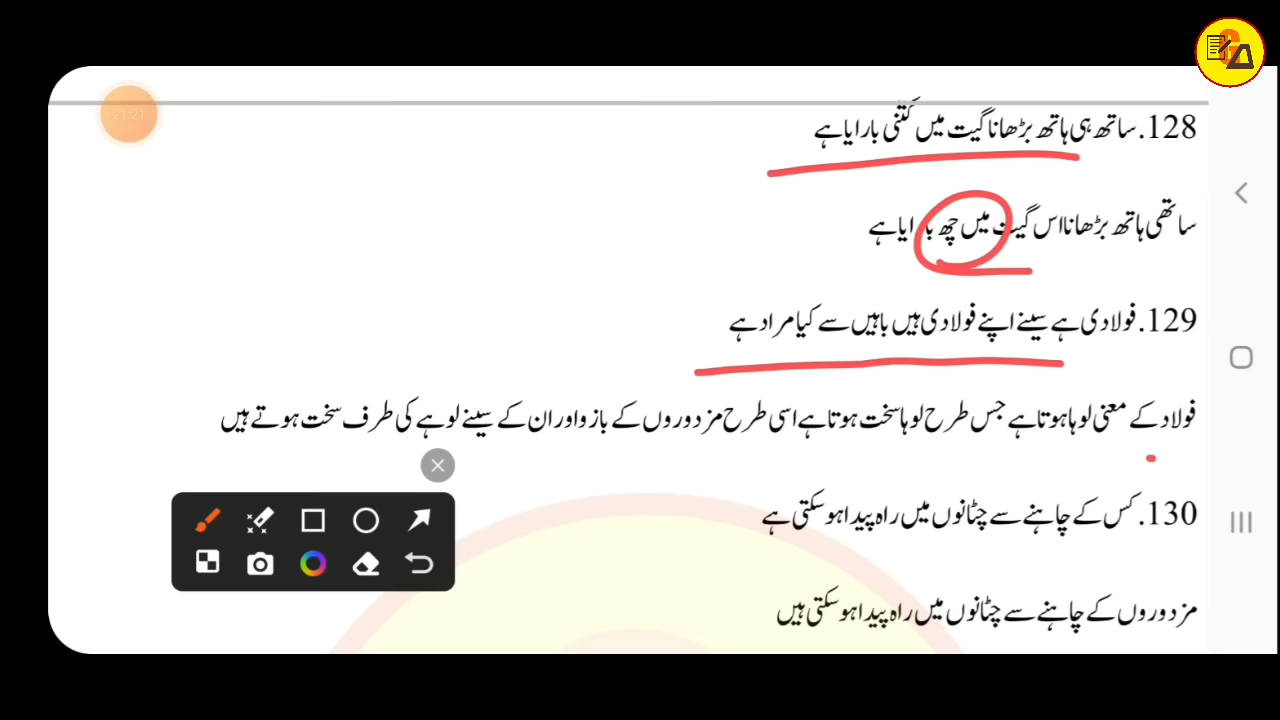 21:21
128. ساتھ ہی ہاتھ بڑھانا گیت میں کتنی بار ایا ہے
ساتھی ہاتھ بڑھانا اس گیت میں چھ بار ایا ہے
129. فولادی ہے سینے اپنے فولادی ہیں باہیں سے کیا مراد ہے
فولاد کے معنی لوہا ہوتا ہے جس طرح لوہا سخت ہوتا ہے اسی طرح مزدوروں کے بازو اور ان کے سینے لوہے کی طرف سخت ہوتے ہیں
130. کس کے چاہنے سے چٹانوں میں راہ پیدا ہو سکتی ہے
مزدوروں کے چاہنے سے چٹانوں میں راہ پیدا ہو سکتی ہیں